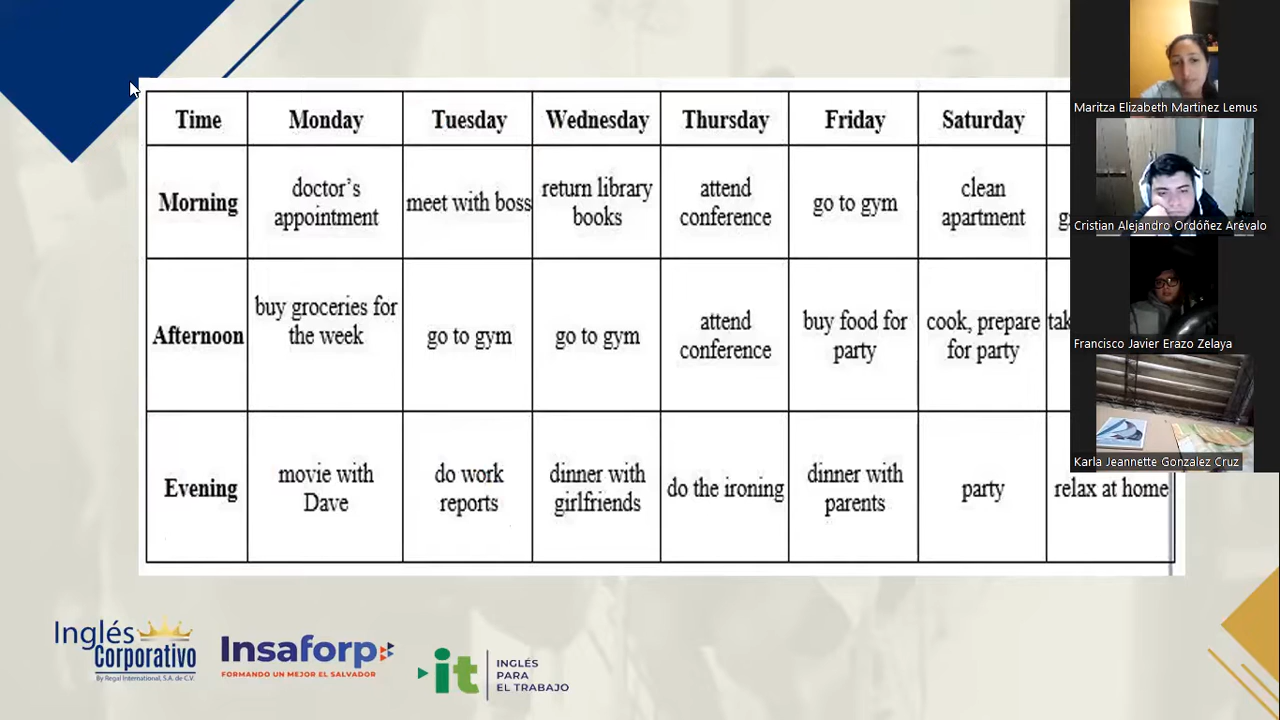 Time Monday Tuesday Wednesday Thursday Friday Saturday
Morning
doctor's
appointment
meet with boss
return library
books
attend
conference
go to gym
clean
apartment
Afternoon
buy groceries for
the week
go to gym
go to gym
attend
conference
buy food for
party
cook, prepare
for party
Evening
movie with
Dave
do work
reports
dinner with
girlfriends
do the ironing
dinner with
parents
party
relax at home
Maritza Elizabeth Martinez Lemus
Cristian Alejandro Ordóñez Arévalo
Francisco Javier Erazo Zelaya
Karla Jeannette Gonzalez Cruz
Inglés
Corporativo
By Regal International, S.A. de C.V.
Insaforp
FORMANDO UN MEJOR EL SALVADOR
it
INGLÉS
PARA
EL TRABAJO